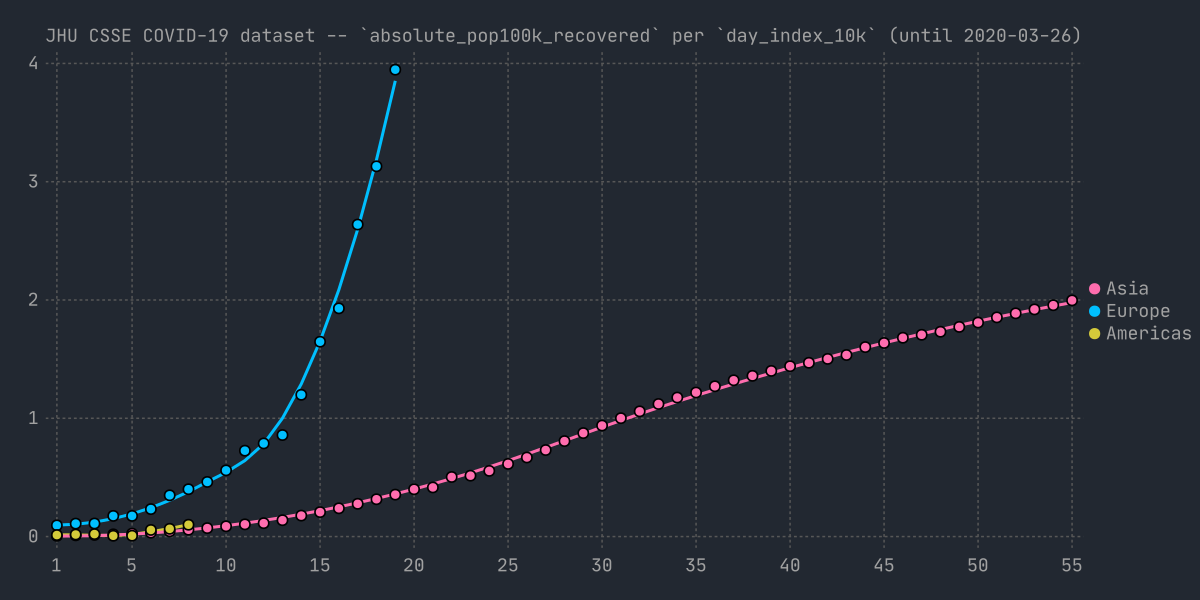 JHU CSSE COVID-19 dataset -- `absolute_pop100k_recovered` per `day_index_10k` (until 2020-03-26)
4
3
2
1
0
1 5 10 15 20 25 30 35 40 45 50 55
Asia
Europe
Americas